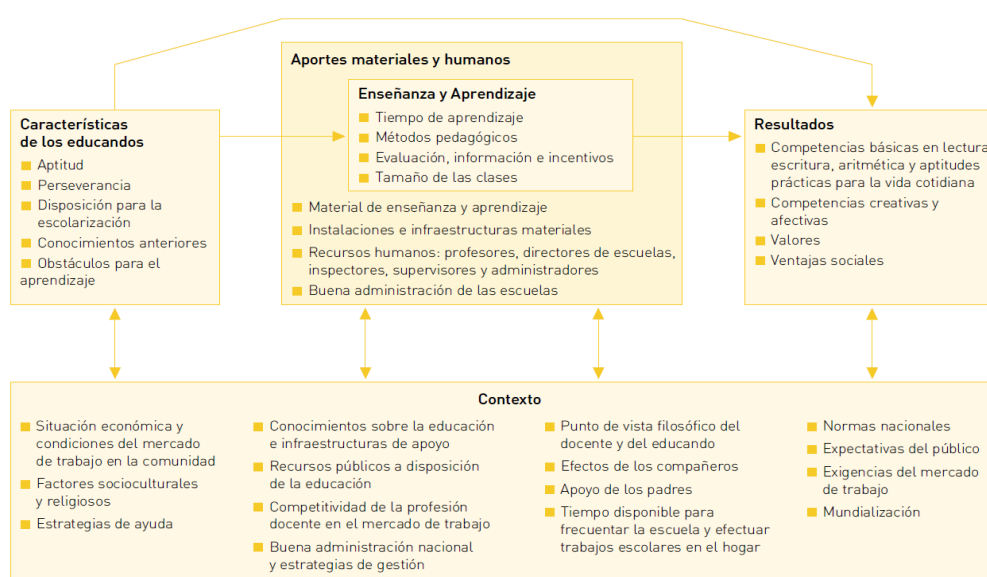 Aportes materiales y humanos
Enseñanza y Aprendizaje
Tiempo de aprendizaje
Métodos pedagógicos
Evaluación, información e incentivos
Tamaño de las clases
Material de enseñanza y aprendizaje
Instalaciones e infraestructuras materiales
Recursos humanos: profesores, directores de escuelas,
inspectores, supervisores y administradores
Buena administración de las escuelas
Características
de los educandos
Aptitud
Perseverancia
Disposición para la
escolarización
Conocimientos anteriores
Obstáculos para el
aprendizaje
Resultados
Competencias básicas en lectura,
escritura, aritmética y aptitudes
prácticas para la vida cotidiana
Competencias creativas y
afectivas
Valores
Ventajas sociales
Contexto
Situación económica y
condiciones del mercado
de trabajo en la comunidad
Factores socioculturales
y religiosos
Estrategias de ayuda
Conocimientos sobre la educación
e infraestructuras de apoyo
Recursos públicos a disposición
de la educación
Competitividad de la profesión
docente en el mercado de trabajo
Buena administración nacional
y estrategias de gestión
Punto de vista filosófico del
docente y del educando
Efectos de los compañeros
Apoyo de los padres
Tiempo disponible para
frecuentar la escuela y efectuar
trabajos escolares en el hogar
Normas nacionales
Expectativas del público
Exigencias del mercado
de trabajo
Mundialización